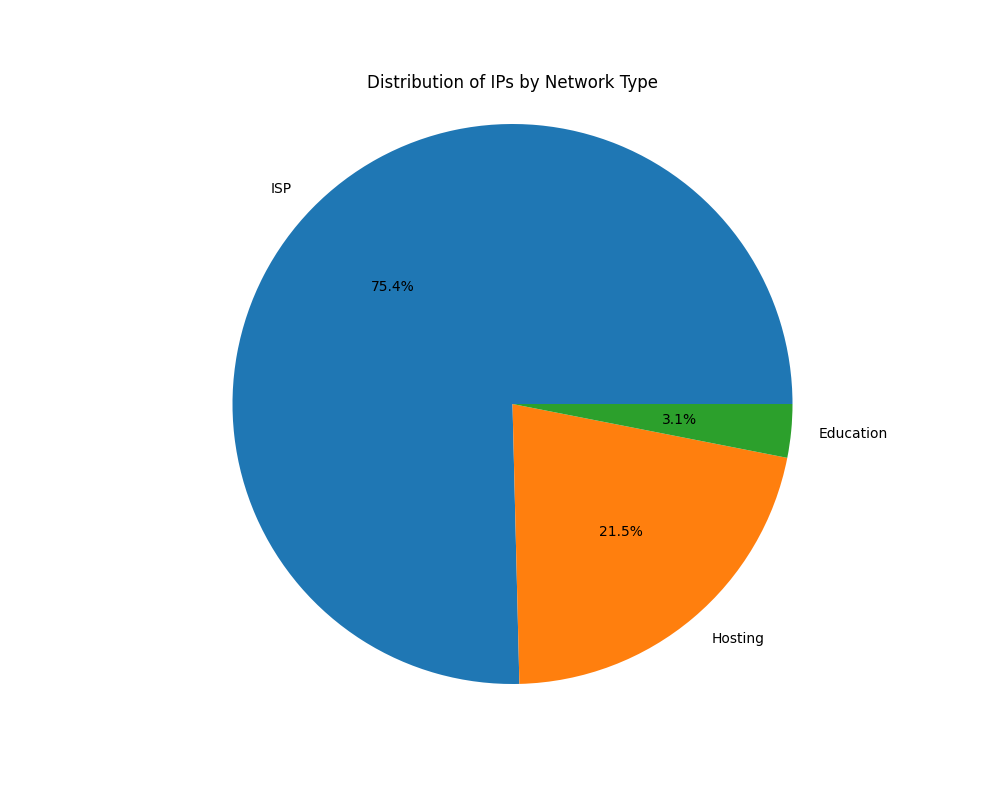 Distribution of IPs by Network Type
ISP
75.4%
3.1%
Education
21.5%
Hosting